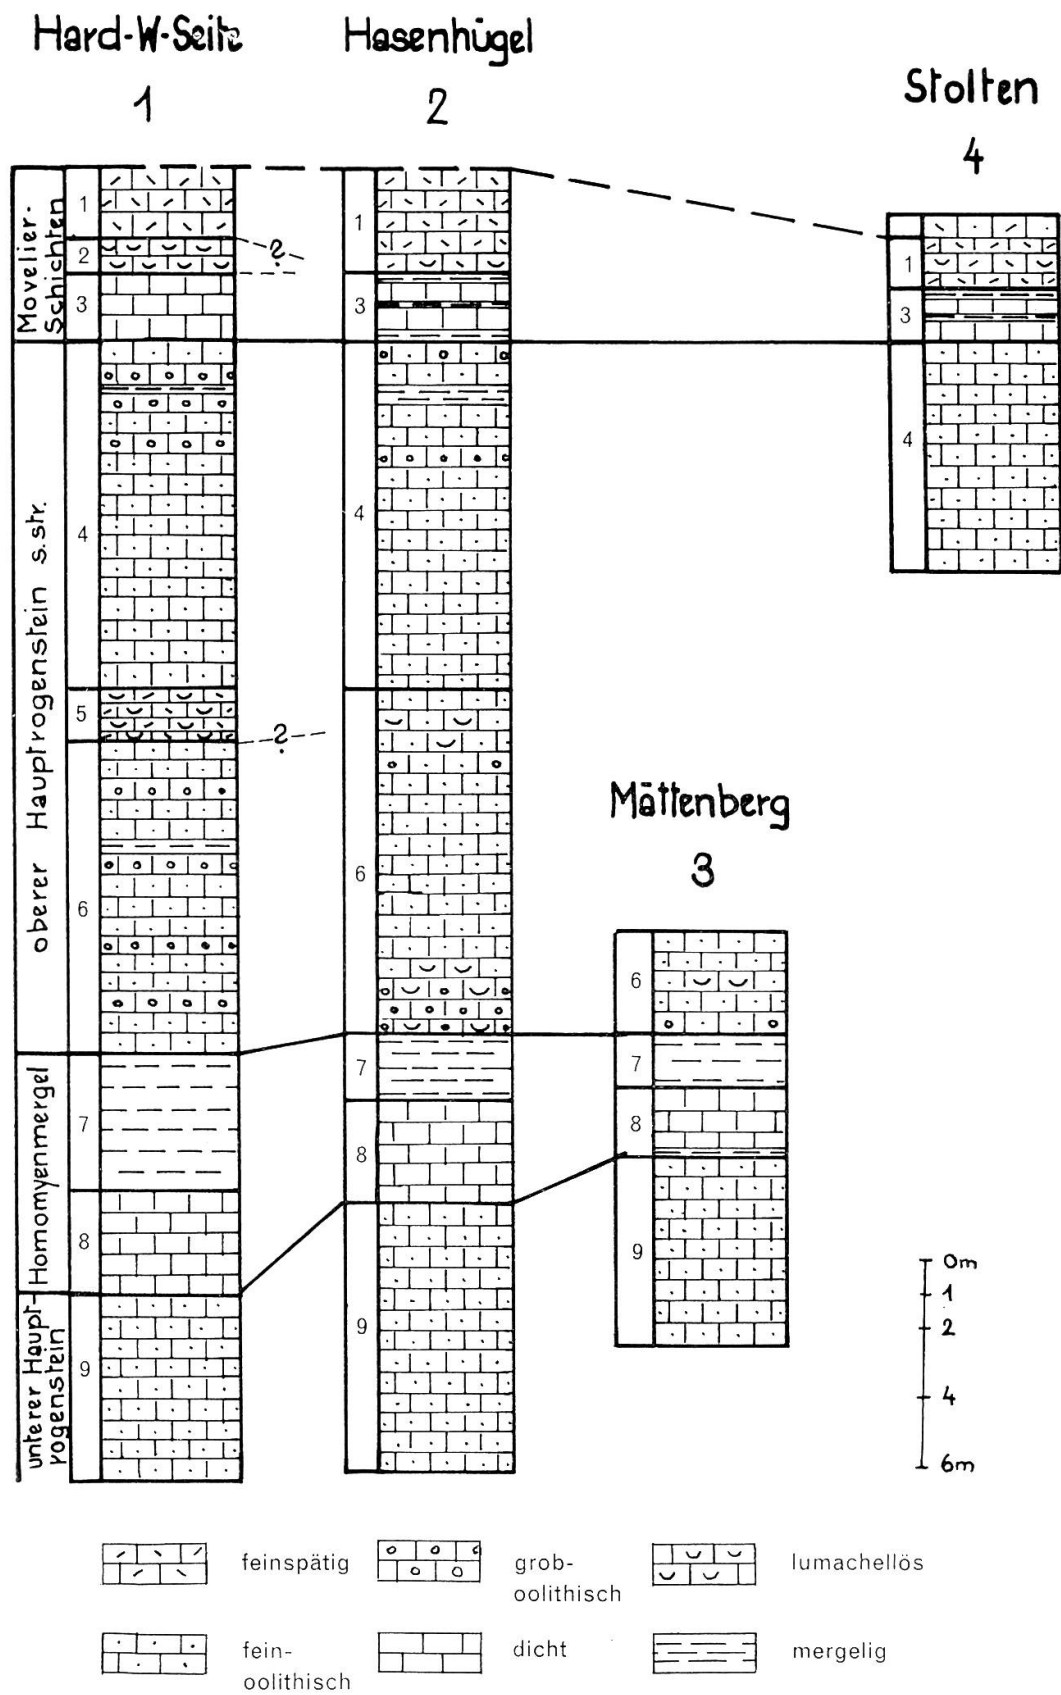 Hard-W-Seite
1
Hasenhügel
2
Stolten
4
Movelier-
Schichten
1
2
?
3
oberer Hauptrogenstein s.str.
4
5
?
6
Homomyenmergel
7
8
unterer Haupt-
rogenstein
9
1
3
4
6
7
8
9
1
3
4
Mättenberg
3
6
7
8
9
0m
1
2
4
6m
feinspätig
grob-
oolithisch
lumachellös
fein-
oolithisch
dicht
mergelig